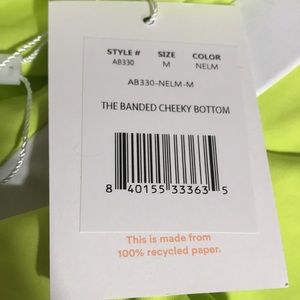 STYLE # SIZE COLOR
AB330 M NELM
AB330-NELM-M
THE BANDED CHEEKY BOTTOM
8 40155 33363 5
This is made from
100% recycled paper.